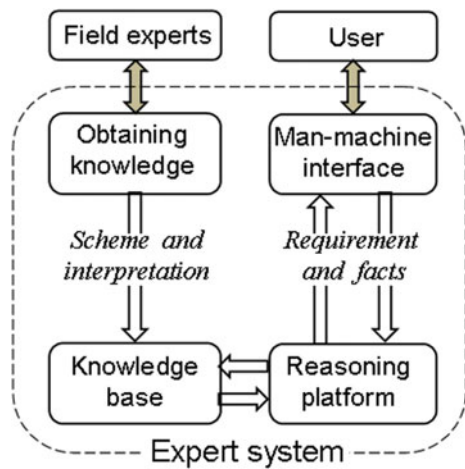 Field experts
User
Obtaining
knowledge
Man-machine
interface
Scheme and
interpretation
Requirement
and facts
Knowledge
base
Reasoning
platform
Expert system